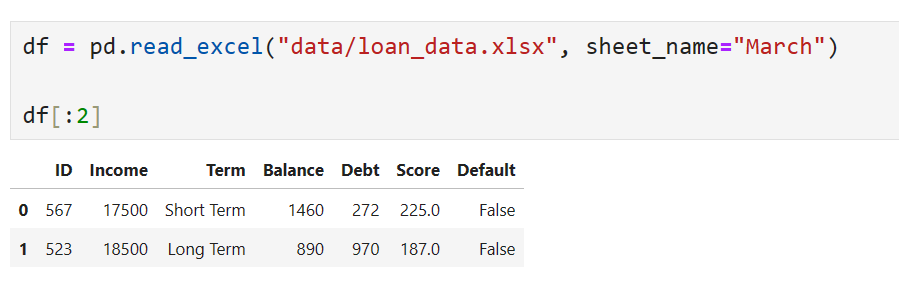 df = pd.read_excel("data/loan_data.xlsx", sheet_name="March")
df[:2]
ID Income Term Balance Debt Score Default
0 567 17500 Short Term 1460 272 225.0 False
1 523 18500 Long Term 890 970 187.0 False